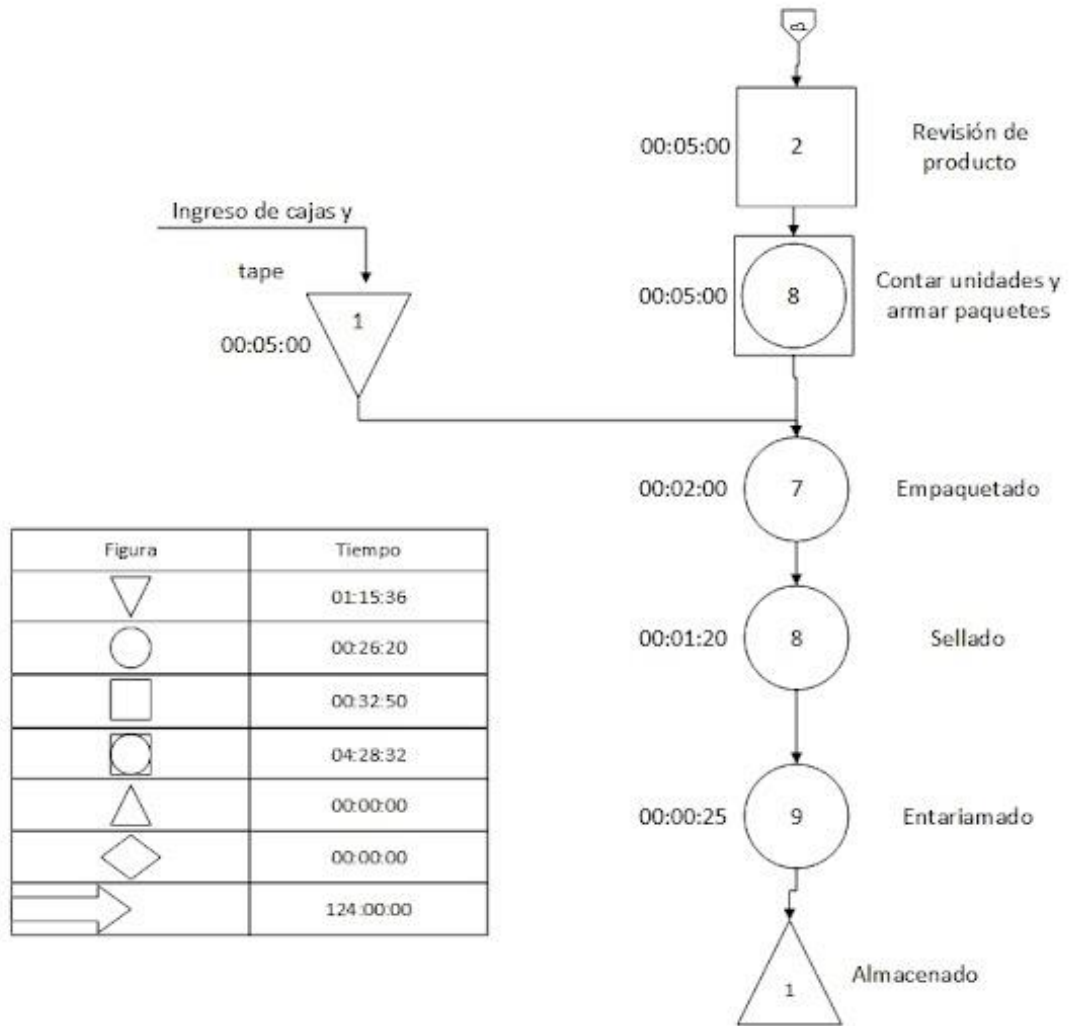 B
00:05:00
2
Revisión de
producto
Ingreso de cajas y
tape
00:05:00
1
00:05:00
8
Contar unidades y
armar paquetes
00:02:00
7
Empaquetado
00:01:20
8
Sellado
00:00:25
9
Entariamado
1
Almacenado
Figura Tiempo
01:15:36
00:26:20
00:32:50
04:28:32
00:00:00
00:00:00
124:00:00